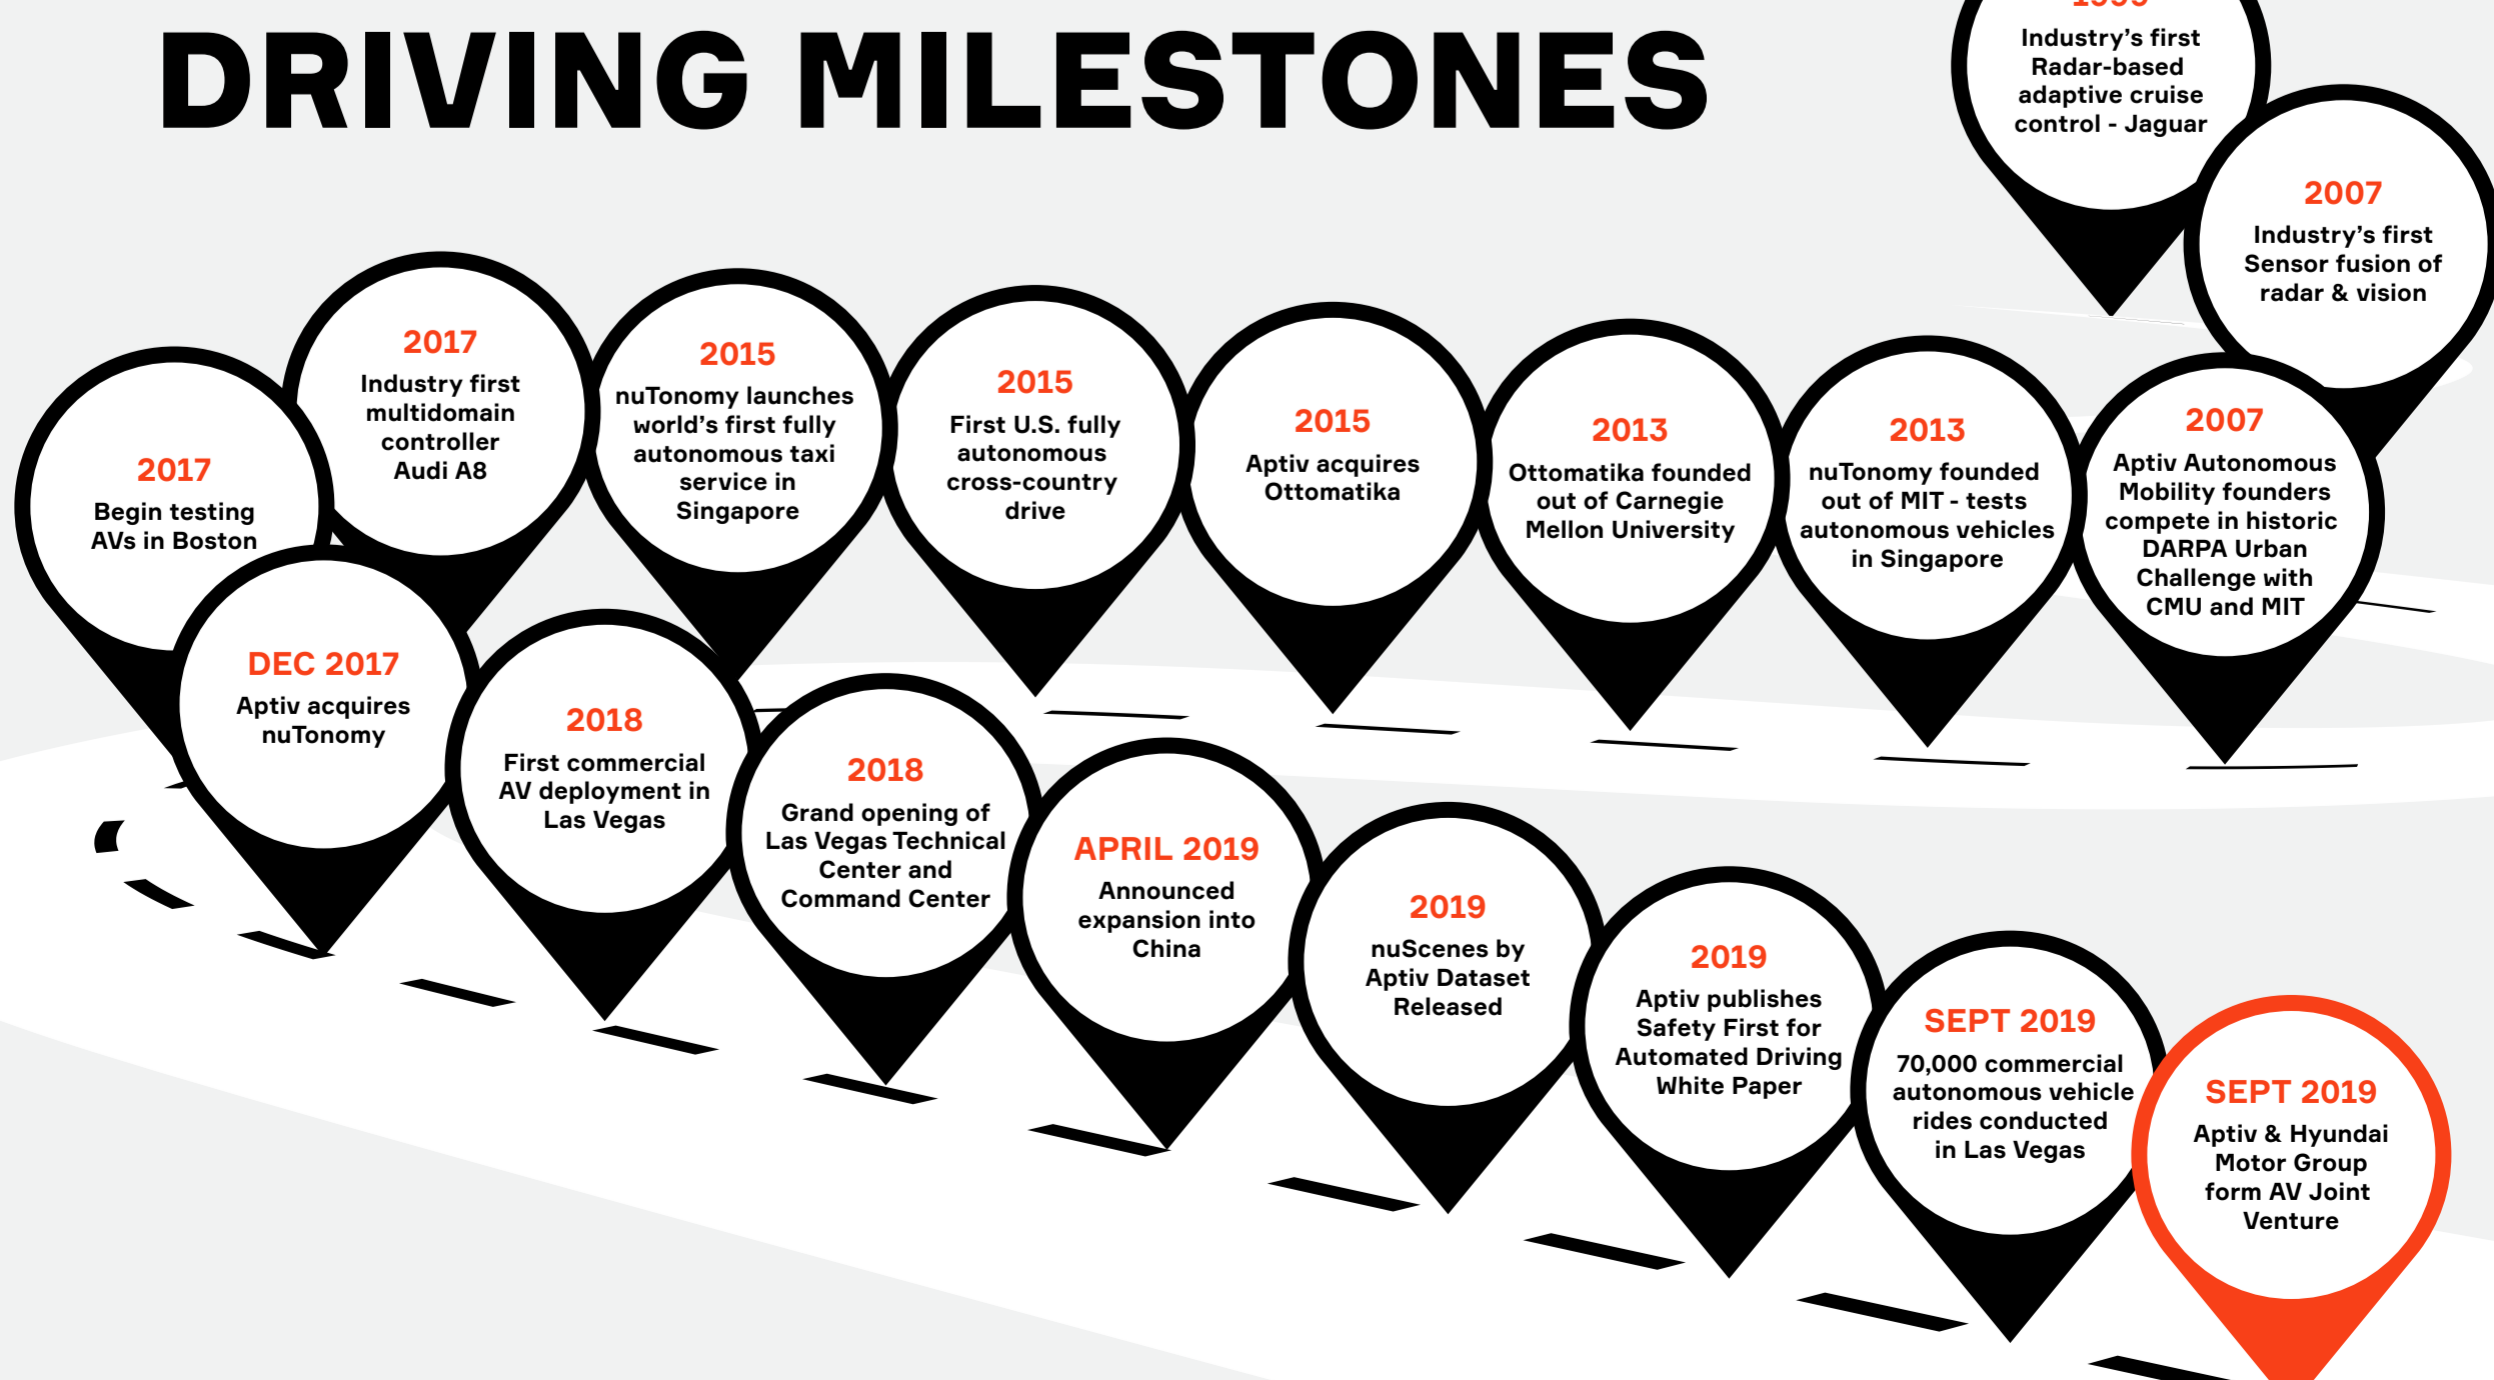 DRIVING MILESTONES
1999
Industry's first
Radar-based
adaptive cruise
control - Jaguar
2007
Industry's first
Sensor fusion of
radar & vision
2007
Aptiv Autonomous
Mobility founders
compete in historic
DARPA Urban
Challenge with
CMU and MIT
2013
nuTonomy founded
out of MIT - tests
autonomous vehicles
in Singapore
2013
Ottomatika founded
out of Carnegie
Mellon University
2015
Aptiv acquires
Ottomatika
2015
First U.S. fully
autonomous
cross-country
drive
2015
nuTonomy launches
world's first fully
autonomous taxi
service in
Singapore
2017
Industry first
multidomain
controller
Audi A8
2017
Begin testing
AVs in Boston
DEC 2017
Aptiv acquires
nuTonomy
2018
First commercial
AV deployment in
Las Vegas
2018
Grand opening of
Las Vegas Technical
Center and
Command Center
APRIL 2019
Announced
expansion into
China
2019
nuScenes by
Aptiv Dataset
Released
2019
Aptiv publishes
Safety First for
Automated Driving
White Paper
SEPT 2019
70,000 commercial
autonomous vehicle
rides conducted
in Las Vegas
SEPT 2019
Aptiv & Hyundai
Motor Group
form AV Joint
Venture